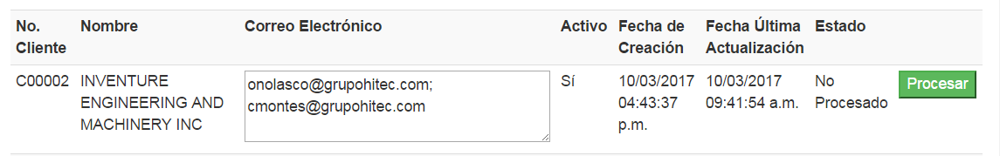 No. Cliente
Nombre
Correo Electrónico
Activo
Fecha de Creación
Fecha Última Actualización
Estado
C00002
INVENTURE
ENGINEERING AND
MACHINERY INC
onolasco@grupohitec.com;
cmontes@grupohitec.com
Sí
10/03/2017
04:43:37
p.m.
10/03/2017
09:41:54 a.m.
No
Procesado
Procesar